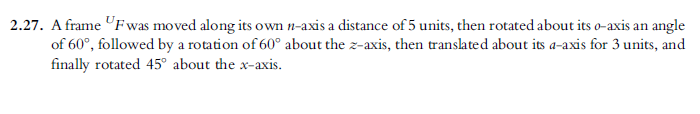 2.27. A frame ᵁF was moved along its own n-axis a distance of 5 units, then rotated about its o-axis an angle
of 60°, followed by a rotation of 60° about the z-axis, then translated about its a-axis for 3 units, and
finally rotated 45° about the x-axis.